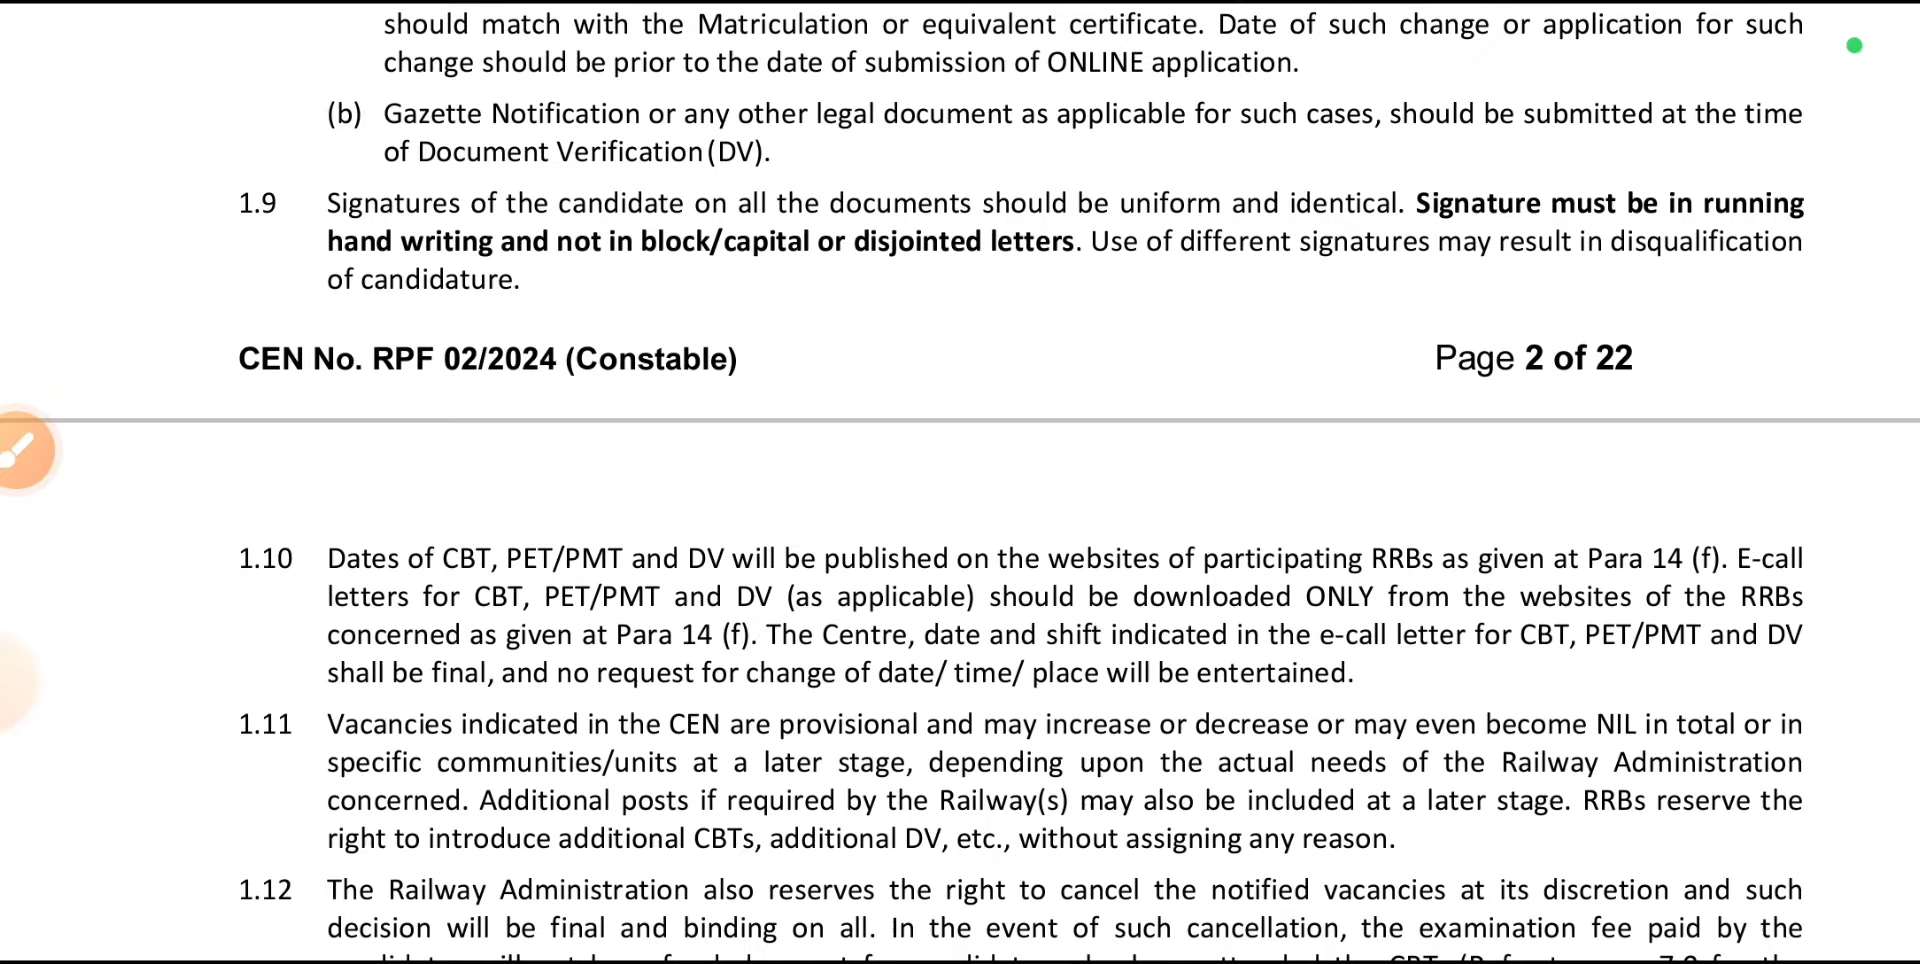 should match with the Matriculation or equivalent certificate. Date of such change or application for such
change should be prior to the date of submission of ONLINE application.
(b) Gazette Notification or any other legal document as applicable for such cases, should be submitted at the time
of Document Verification (DV).
1.9 Signatures of the candidate on all the documents should be uniform and identical. Signature must be in running
hand writing and not in block/capital or disjointed letters. Use of different signatures may result in disqualification
of candidature.
CEN No. RPF 02/2024 (Constable) Page 2 of 22
1.10 Dates of CBT, PET/PMT and DV will be published on the websites of participating RRBs as given at Para 14 (f). E-call
letters for CBT, PET/PMT and DV (as applicable) should be downloaded ONLY from the websites of the RRBs
concerned as given at Para 14 (f). The Centre, date and shift indicated in the e-call letter for CBT, PET/PMT and DV
shall be final, and no request for change of date/ time/ place will be entertained.
1.11 Vacancies indicated in the CEN are provisional and may increase or decrease or may even become NIL in total or in
specific communities/units at a later stage, depending upon the actual needs of the Railway Administration
concerned. Additional posts if required by the Railway(s) may also be included at a later stage. RRBs reserve the
right to introduce additional CBTs, additional DV, etc., without assigning any reason.
1.12 The Railway Administration also reserves the right to cancel the notified vacancies at its discretion and such
decision will be final and binding on all. In the event of such cancellation, the examination fee paid by the